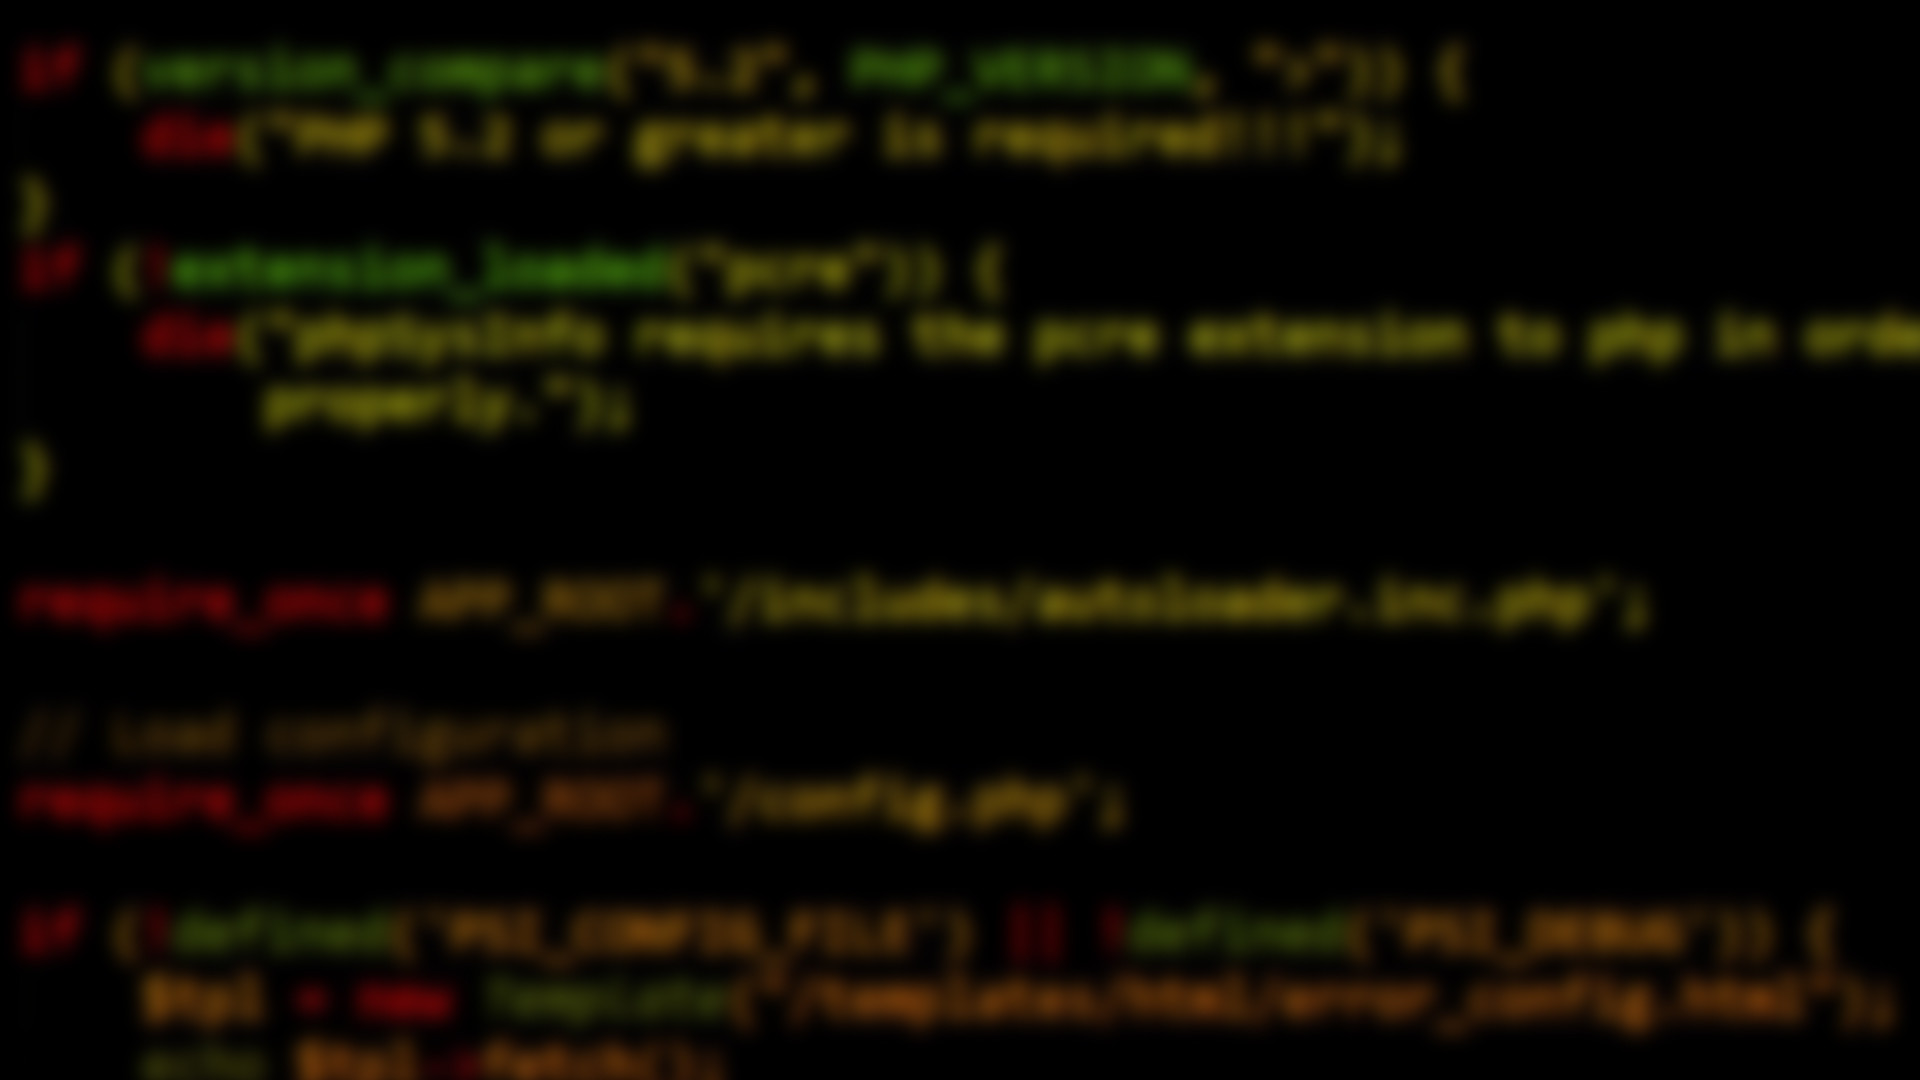 if (version_compare("5.2", PHP_VERSION, ">")) {
die("PHP 5.2 or greater is required!!!");
}
if (!extension_loaded("pcre")) {
die("phpSysInfo requires the pcre extension to php in orde
properly.");
}
require_once APP_ROOT.'/includes/autoloader.inc.php';
// Load configuration
require_once APP_ROOT.'/config.php';
if (!defined('PSI_CONFIG_FILE') || !defined('PSI_DEBUG')) {
$tpl = new Template("/templates/html/error_config.html");
echo $tpl->fetch();